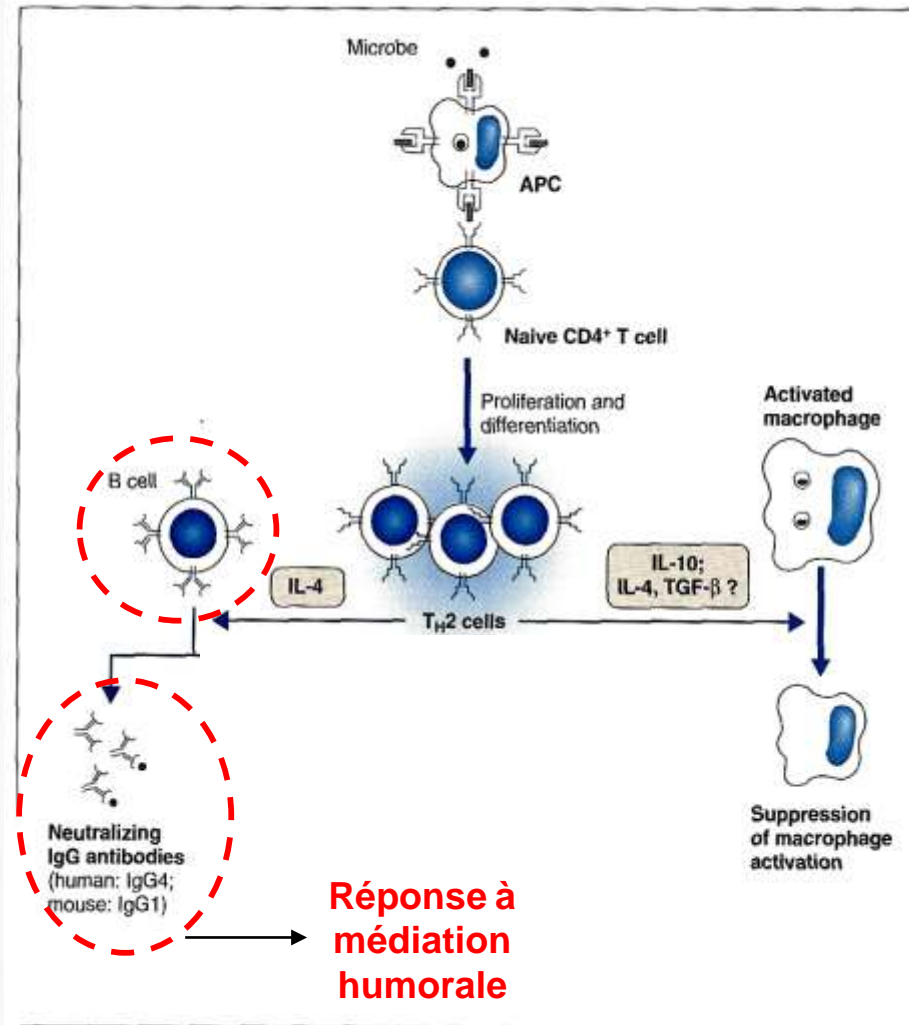 Microbe
APC
Naive CD4⁺ T cell
Proliferation and
differentiation
Activated
macrophage
B cell
IL-4
IL-10;
IL-4, TGF-β ?
T_H2 cells
Neutralizing
IgG antibodies
(human: IgG4;
mouse: IgG1)
Suppression
of macrophage
activation
Réponse à
médiation
humorale